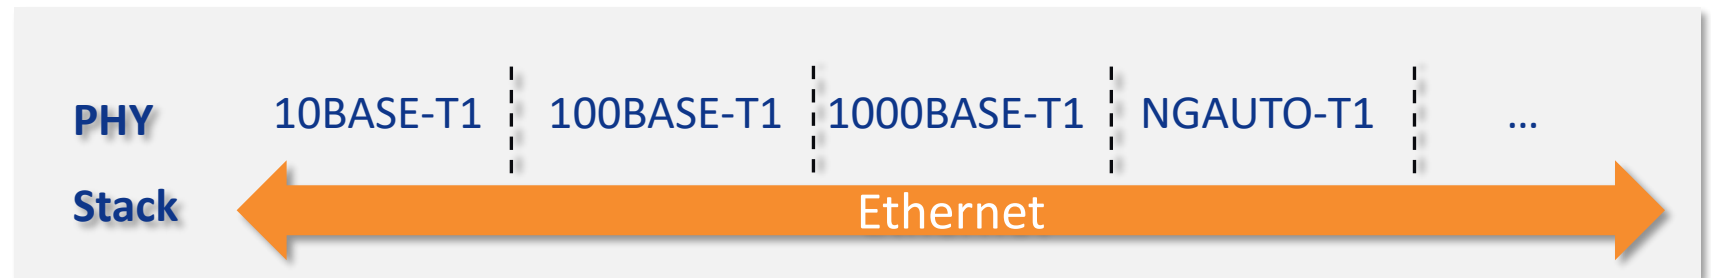 PHY 10BASE-T1 100BASE-T1 1000BASE-T1 NGAUTO-T1 ...
Stack Ethernet